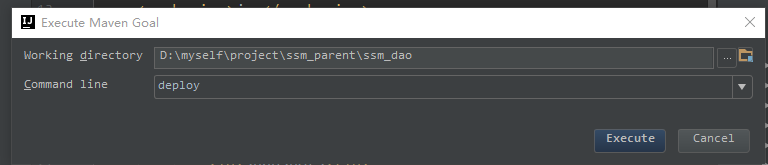 Execute Maven Goal
Working directory D:\myself\project\ssm_parent\ssm_dao ...
Command line deploy
Execute Cancel